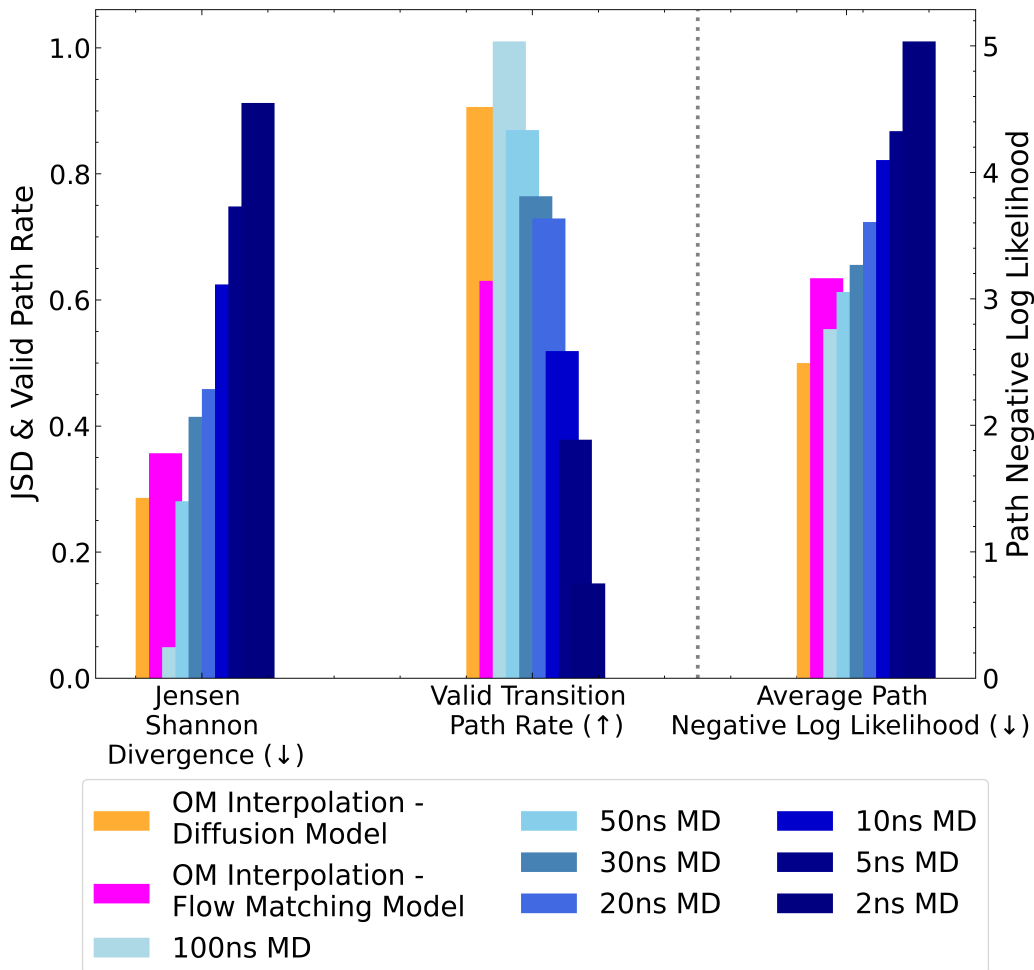 JSD & Valid Path Rate
1.0
0.8
0.6
0.4
0.2
0.0
5
4
3
2
1
0
Path Negative Log Likelihood
Jensen
Shannon
Divergence (↓)
Valid Transition
Path Rate (↑)
Average Path
Negative Log Likelihood (↓)
OM Interpolation -
Diffusion Model
OM Interpolation -
Flow Matching Model
100ns MD
50ns MD
30ns MD
20ns MD
10ns MD
5ns MD
2ns MD